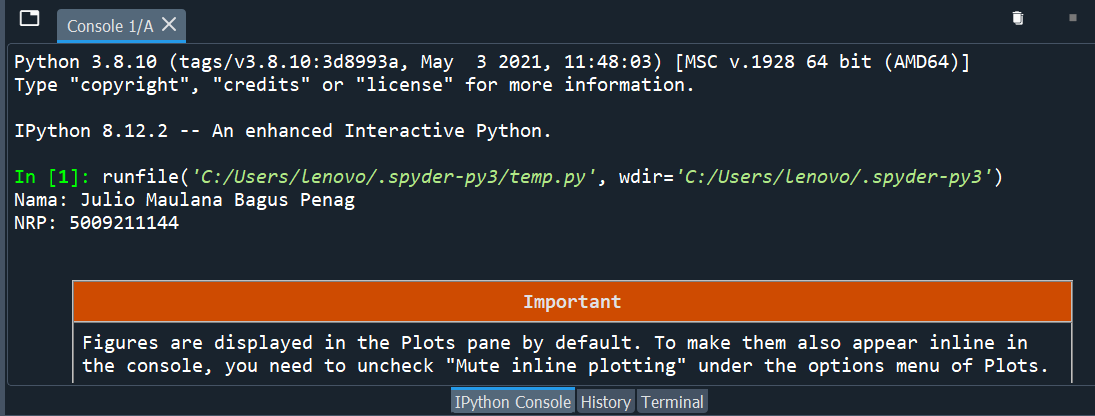 Console 1/A
Python 3.8.10 (tags/v3.8.10:3d8993a, May  3 2021, 11:48:03) [MSC v.1928 64 bit (AMD64)]
Type "copyright", "credits" or "license" for more information.
IPython 8.12.2 -- An enhanced Interactive Python.
In [1]: runfile('C:/Users/lenovo/.spyder-py3/temp.py', wdir='C:/Users/lenovo/.spyder-py3')
Nama: Julio Maulana Bagus Penag
NRP: 5009211144
Important
Figures are displayed in the Plots pane by default. To make them also appear inline in
the console, you need to uncheck "Mute inline plotting" under the options menu of Plots.
IPython Console History Terminal